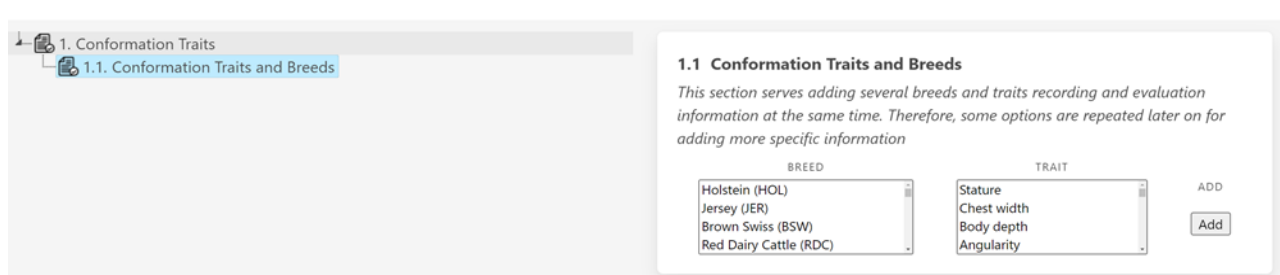 1. Conformation Traits
1.1. Conformation Traits and Breeds
1.1 Conformation Traits and Breeds
This section serves adding several breeds and traits recording and evaluation
information at the same time. Therefore, some options are repeated later on for
adding more specific information
BREED
Holstein (HOL)
Jersey (JER)
Brown Swiss (BSW)
Red Dairy Cattle (RDC)
TRAIT
Stature
Chest width
Body depth
Angularity
ADD
Add